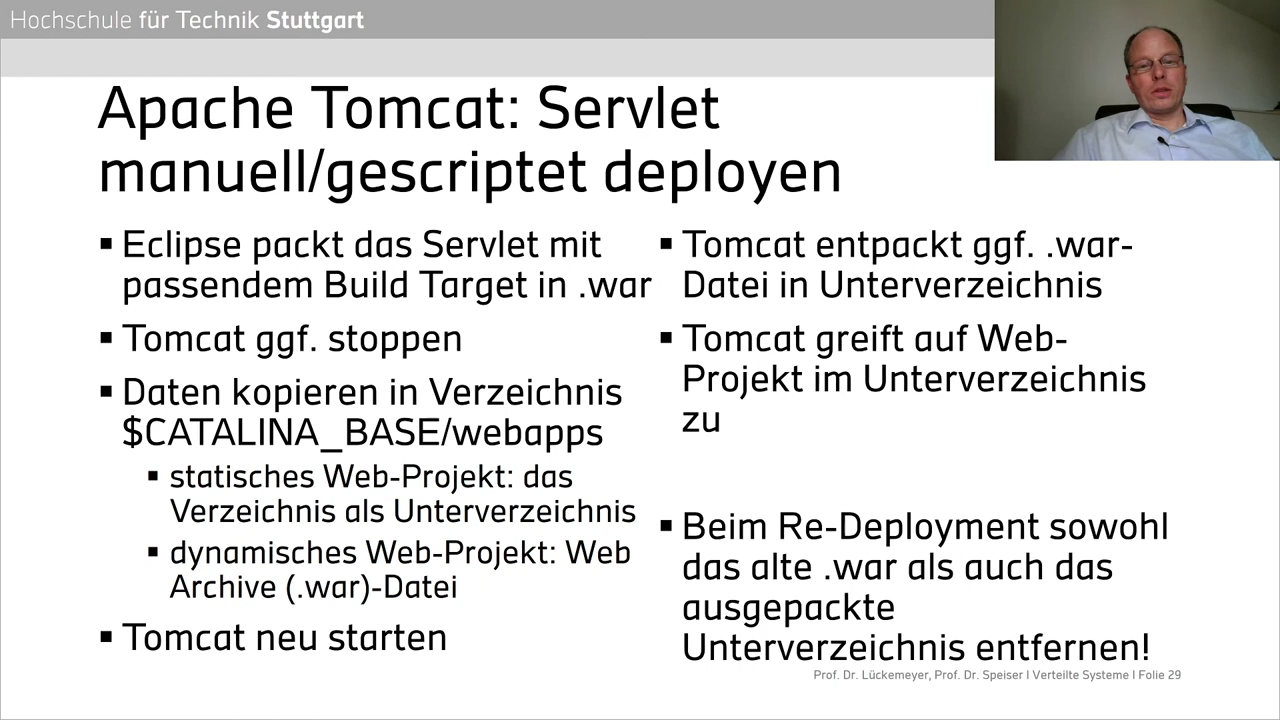 Hochschule für Technik Stuttgart
Apache Tomcat: Servlet
manuell/gescriptet deployen
▪ Eclipse packt das Servlet mit
passendem Build Target in .war
▪ Tomcat ggf. stoppen
▪ Daten kopieren in Verzeichnis
$CATALINA_BASE/webapps
▪ statisches Web-Projekt: das
Verzeichnis als Unterverzeichnis
▪ dynamisches Web-Projekt: Web
Archive (.war)-Datei
▪ Tomcat neu starten
▪ Tomcat entpackt ggf. .war-
Datei in Unterverzeichnis
▪ Tomcat greift auf Web-
Projekt im Unterverzeichnis
zu
▪ Beim Re-Deployment sowohl
das alte .war als auch das
ausgepackte
Unterverzeichnis entfernen!
Prof. Dr. Lückemeyer, Prof. Dr. Speiser I Verteilte Systeme I Folie 29